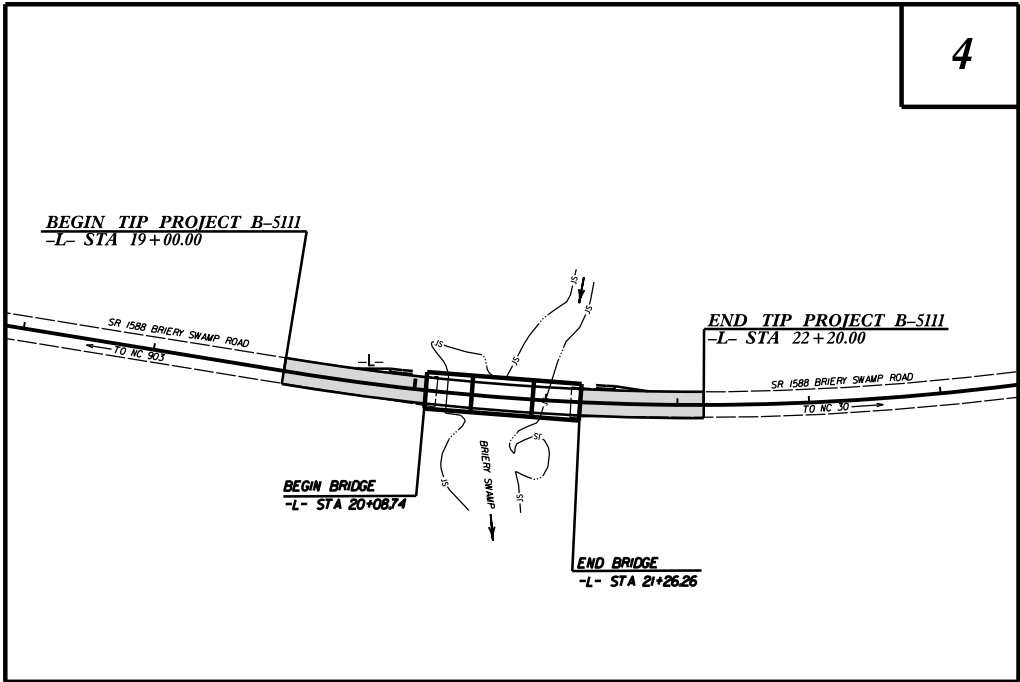 4
BEGIN TIP PROJECT B–5111
–L– STA 19+00.00
END TIP PROJECT B–5111
–L– STA 22+20.00
SR 1588 BRIERY SWAMP ROAD
TO NC 903
–L–
JS
JS
JS
JS
SR 1588 BRIERY SWAMP ROAD
TO NC 30
BRIERY SWAMP
JS
JS
JS
BEGIN BRIDGE
-L- STA 20+08.74
END BRIDGE
-L- STA 21+26.26